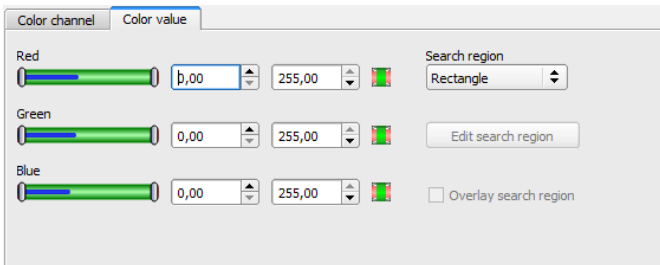 Color channel Color value
Red
0,00 255,00
Search region
Rectangle
Green
0,00 255,00
Edit search region
Blue
0,00 255,00
Overlay search region